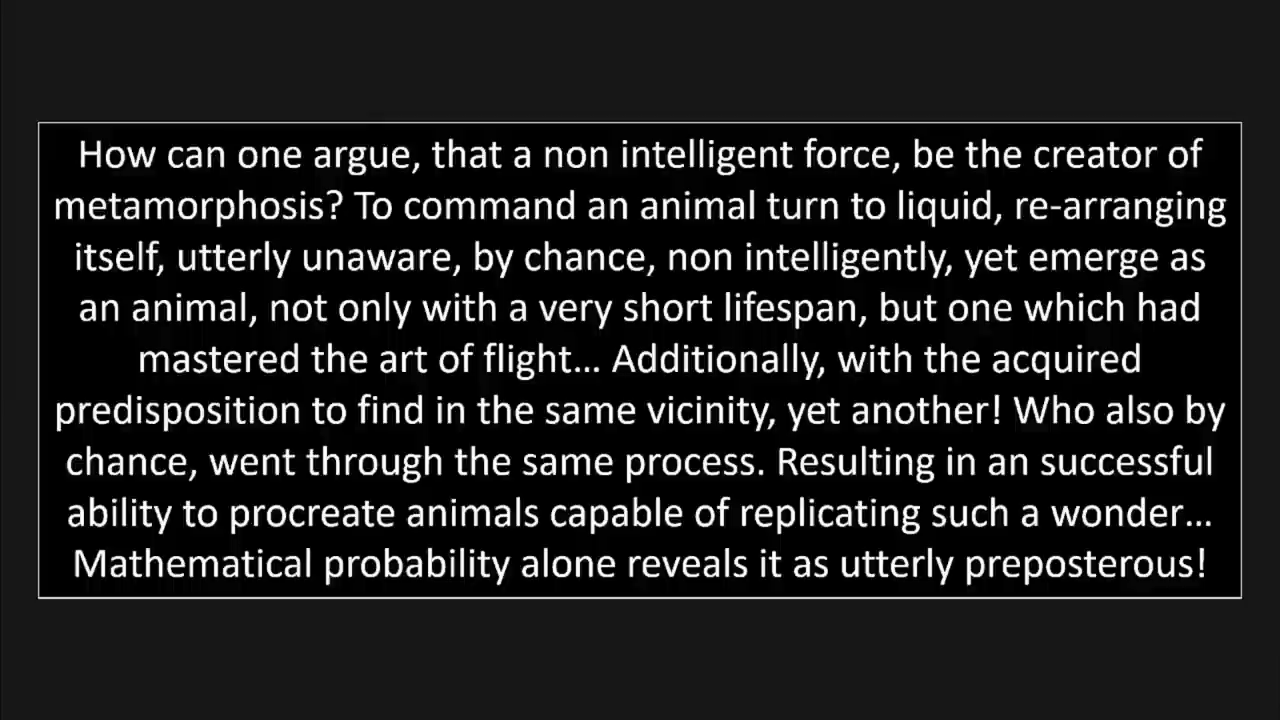 How can one argue, that a non intelligent force, be the creator of
metamorphosis? To command an animal turn to liquid, re-arranging
itself, utterly unaware, by chance, non intelligently, yet emerge as
an animal, not only with a very short lifespan, but one which had
mastered the art of flight... Additionally, with the acquired
predisposition to find in the same vicinity, yet another! Who also by
chance, went through the same process. Resulting in an successful
ability to procreate animals capable of replicating such a wonder...
Mathematical probability alone reveals it as utterly preposterous!